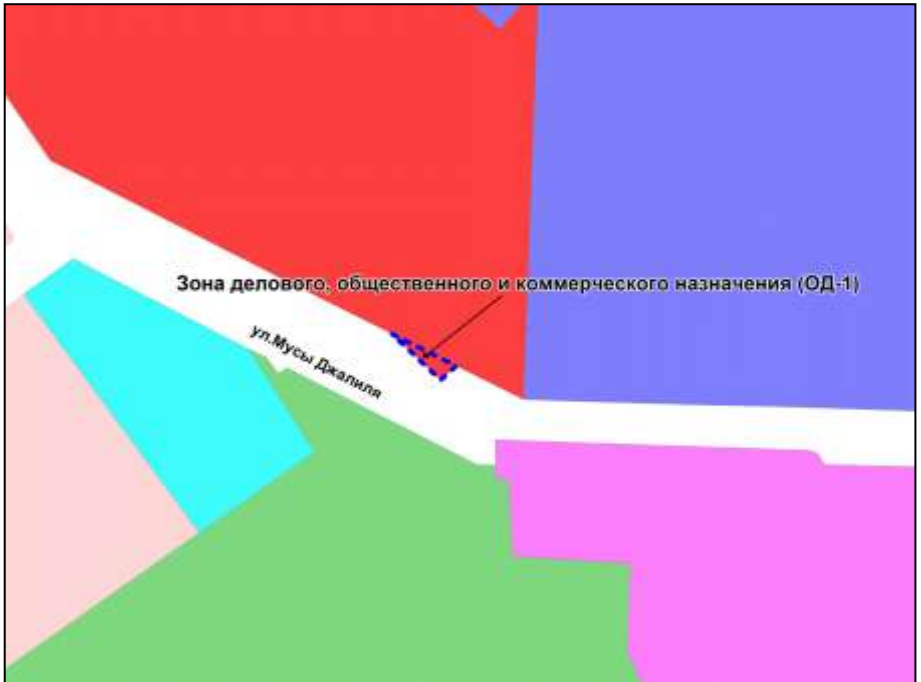 Зона делового, общественного и коммерческого назначения (ОД-1)
ул.Мусы Джалиля